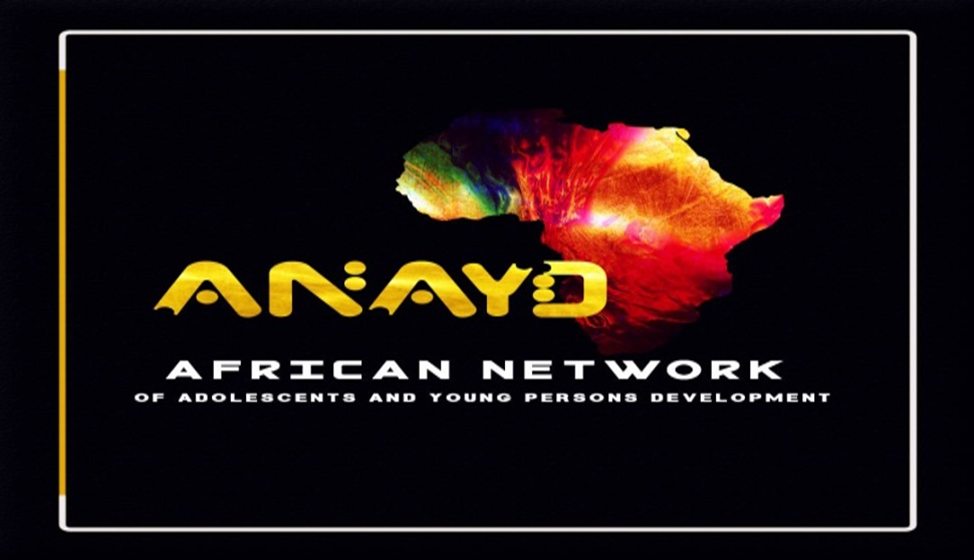 ANAYD
AFRICAN NETWORK
OF ADOLESCENTS AND YOUNG PERSONS DEVELOPMENT